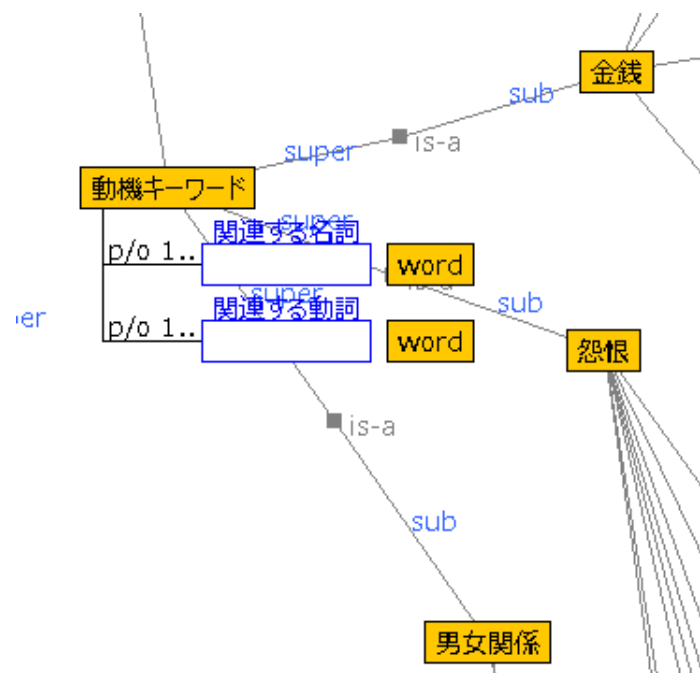 金銭
sub
super
is-a
動機キーワード
super
関連する名詞
p/o 1..
word
is-a
sub
super
関連する動詞
p/o 1..
word
怨恨
is-a
sub
男女関係